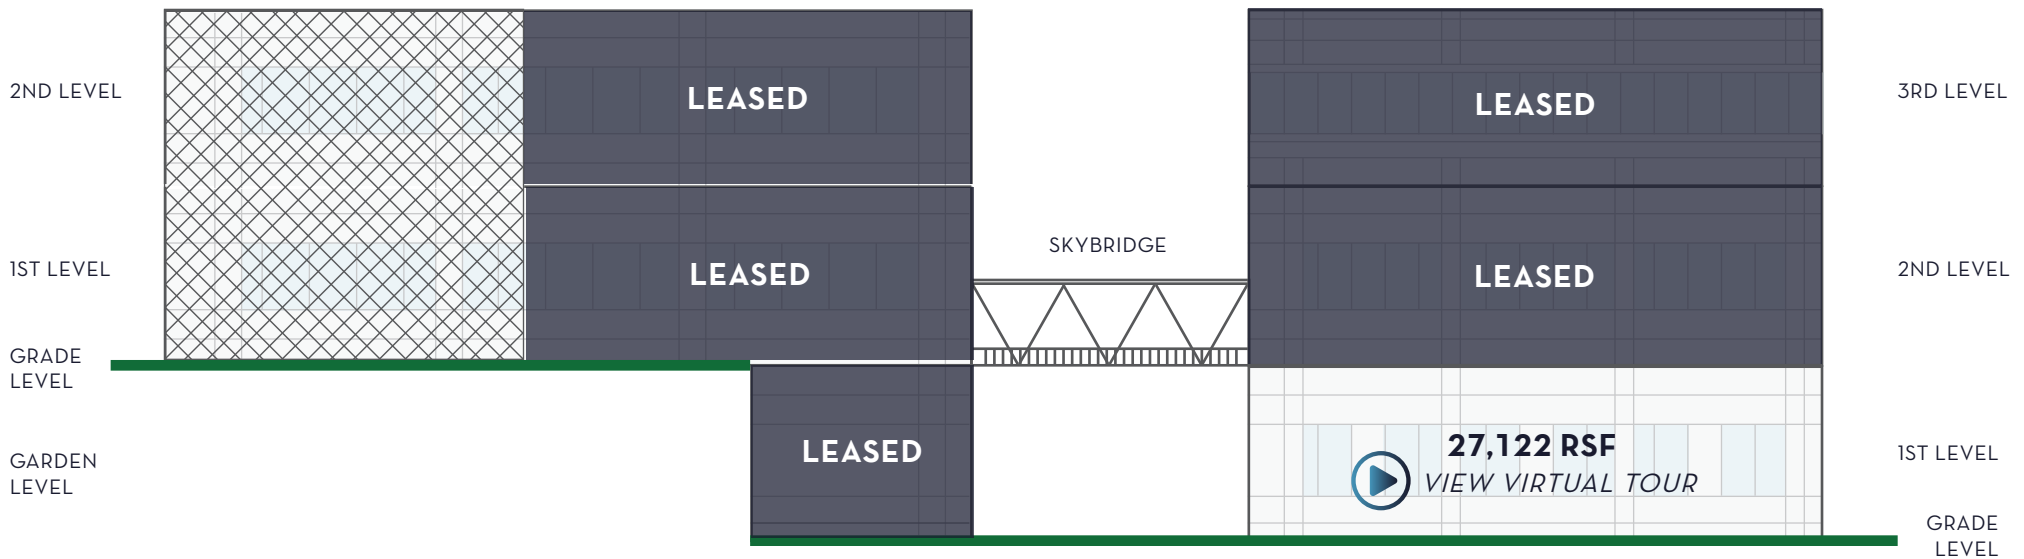 2ND LEVEL
LEASED
LEASED
3RD LEVEL
1ST LEVEL
LEASED
SKYBRIDGE
LEASED
2ND LEVEL
GRADE
LEVEL
GARDEN
LEVEL
LEASED
27,122 RSF
VIEW VIRTUAL TOUR
1ST LEVEL
GRADE
LEVEL